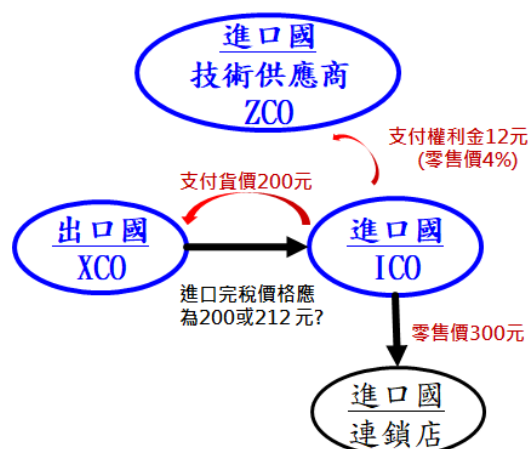 進口國
技術供應商
ZCO
支付權利金12元
(零售價4%)
支付貨價200元
出口國
XCO
進口國
ICO
進口完稅價格應
為200或212 元?
零售價300元
進口國
連鎖店